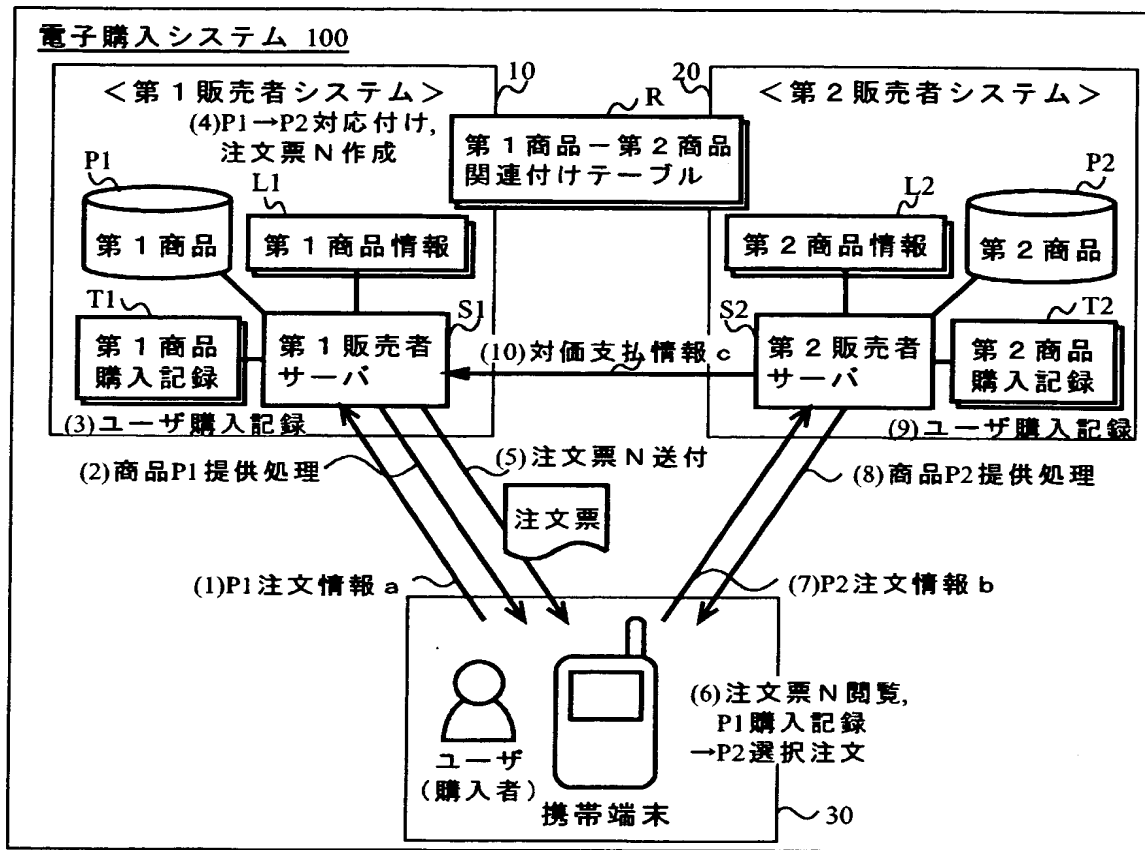 電子購入システム 100
10
20
＜第１販売者システム＞
R
＜第２販売者システム＞
(4)P1→P2対応付け,
注文票N作成
第１商品－第２商品
関連付けテーブル
P1
L1
L2
P2
第１商品
第１商品情報
第２商品情報
第２商品
T1
S1
S2
T2
第１商品
購入記録
第１販売者
サーバ
(10)対価支払情報c
第２販売者
サーバ
第２商品
購入記録
(3)ユーザ購入記録
(9)ユーザ購入記録
(2)商品P1提供処理
(5)注文票N送付
(8)商品P2提供処理
注文票
(1)P1注文情報a
(7)P2注文情報b
(6)注文票N閲覧,
P1購入記録
→P2選択注文
ユーザ
(購入者)
携帯端末
30